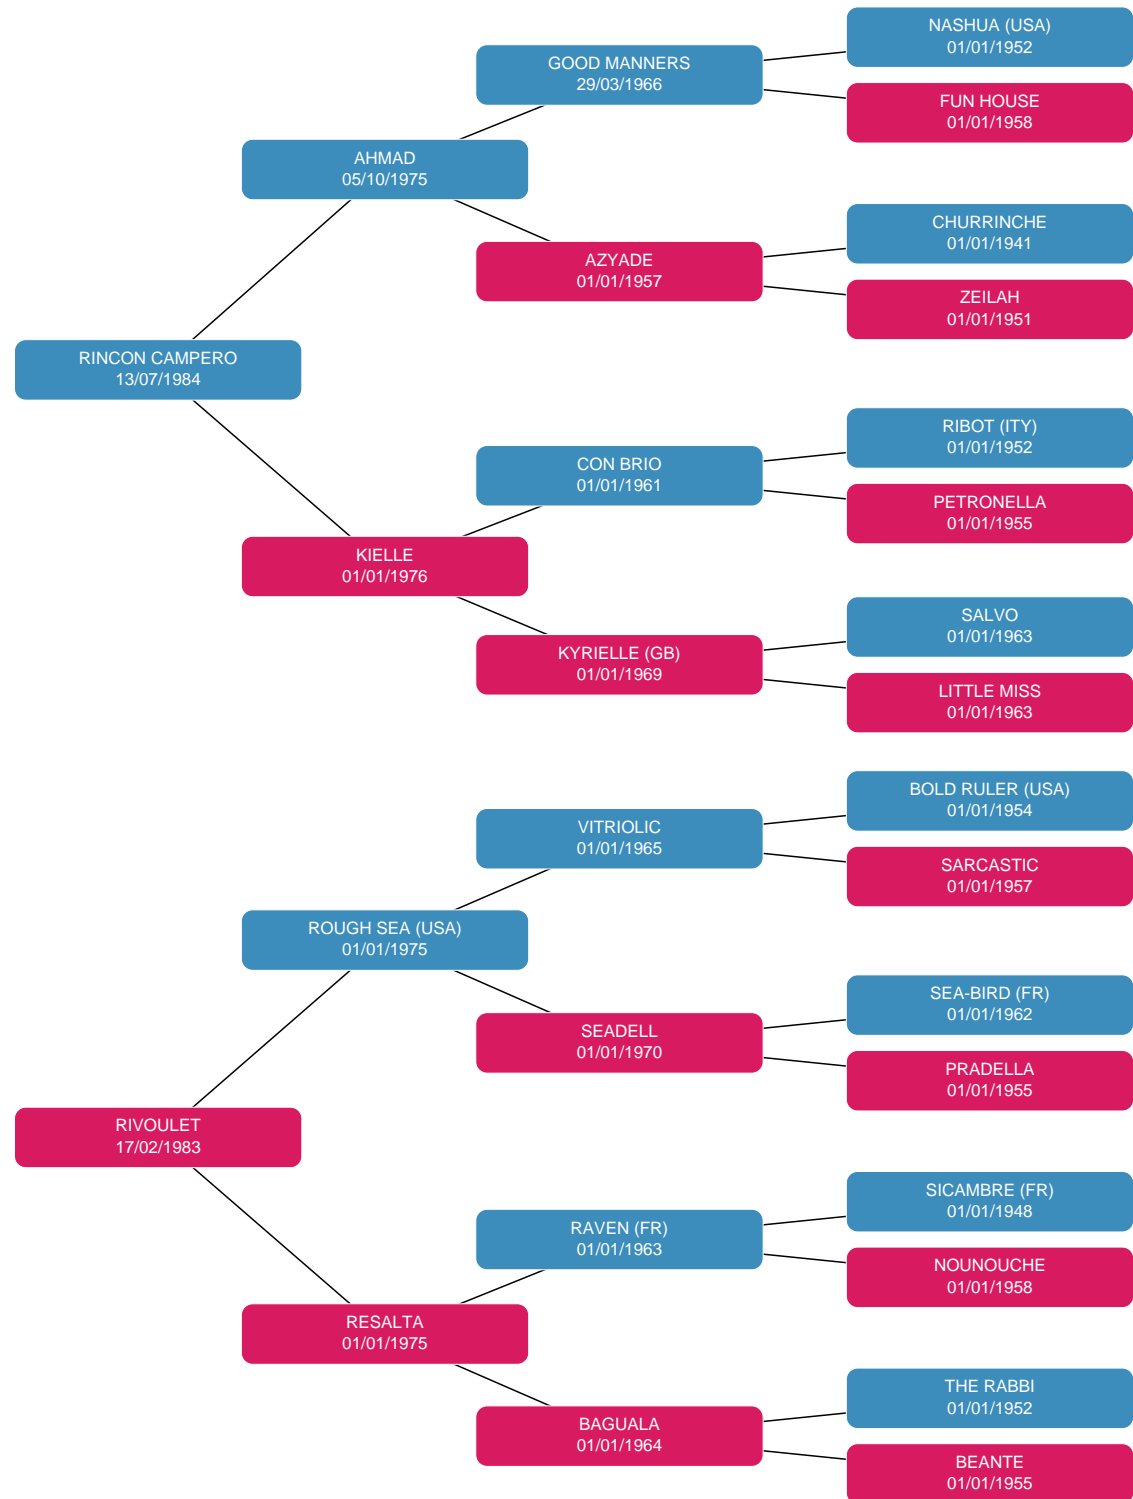 NASHUA (USA)
01/01/1952
GOOD MANNERS
29/03/1966
FUN HOUSE
01/01/1958
AHMAD
05/10/1975
CHURRINCHE
01/01/1941
AZYADE
01/01/1957
ZEILAH
01/01/1951
RINCON CAMPERO
13/07/1984
RIBOT (ITY)
01/01/1952
CON BRIO
01/01/1961
PETRONELLA
01/01/1955
KIELLE
01/01/1976
SALVO
01/01/1963
KYRIELLE (GB)
01/01/1969
LITTLE MISS
01/01/1963
BOLD RULER (USA)
01/01/1954
VITRIOLIC
01/01/1965
SARCASTIC
01/01/1957
ROUGH SEA (USA)
01/01/1975
SEA-BIRD (FR)
01/01/1962
SEADELL
01/01/1970
PRADELLA
01/01/1955
RIVOULET
17/02/1983
SICAMBRE (FR)
01/01/1948
RAVEN (FR)
01/01/1963
NOUNOUCHE
01/01/1958
RESALTA
01/01/1975
THE RABBI
01/01/1952
BAGUALA
01/01/1964
BEANTE
01/01/1955